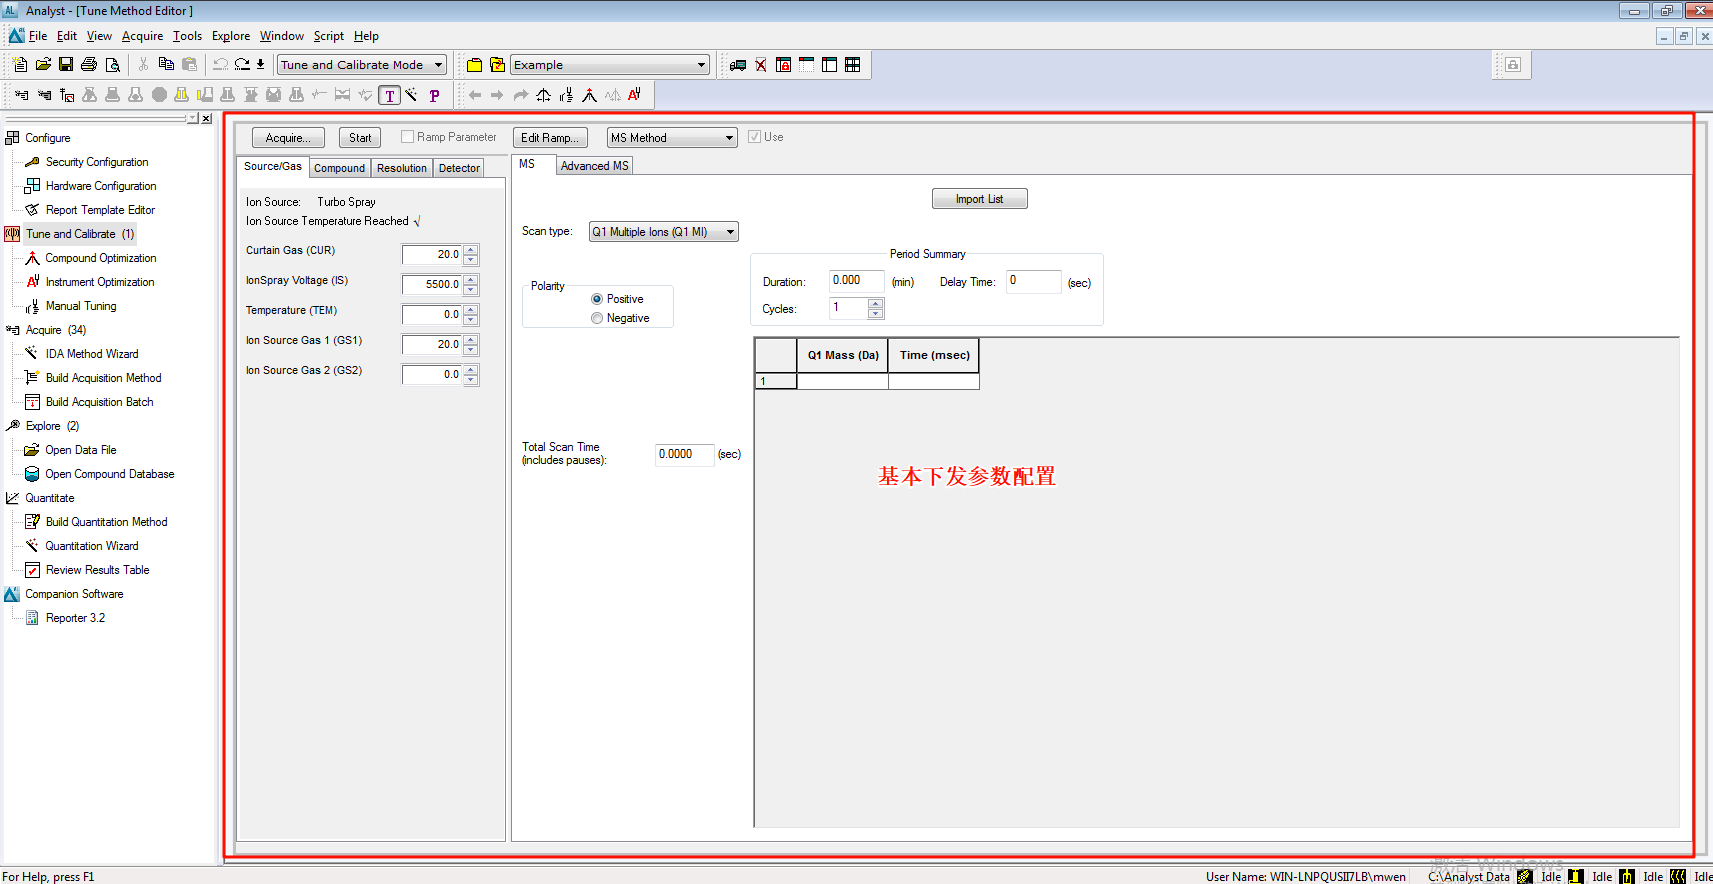 Analyst - [Tune Method Editor ]
File Edit View Acquire Tools Explore Window Script Help
Tune and Calibrate Mode Example
T P
Configure
Security Configuration
Hardware Configuration
Report Template Editor
Tune and Calibrate (1)
Compound Optimization
Instrument Optimization
Manual Tuning
Acquire (34)
IDA Method Wizard
Build Acquisition Method
Build Acquisition Batch
Explore (2)
Open Data File
Open Compound Database
Quantitate
Build Quantitation Method
Quantitation Wizard
Review Results Table
Companion Software
Reporter 3.2
Acquire... Start Ramp Parameter Edit Ramp... MS Method Use
Source/Gas Compound Resolution Detector
Ion Source: Turbo Spray
Ion Source Temperature Reached √
Curtain Gas (CUR) 20.0
IonSpray Voltage (IS) 5500.0
Temperature (TEM) 0.0
Ion Source Gas 1 (GS1) 20.0
Ion Source Gas 2 (GS2) 0.0
MS Advanced MS
Import List
Scan type: Q1 Multiple Ions (Q1 MI)
Polarity
Positive
Negative
Period Summary
Duration: 0.000 (min) Delay Time: 0 (sec)
Cycles: 1
Q1 Mass (Da) Time (msec)
1
Total Scan Time
(includes pauses): 0.0000 (sec)
基本下发参数配置
激活 Windows
For Help, press F1
User Name: WIN-LNPQUSII7LB\mwen C:\Analyst Data Idle Idle Idle Idle